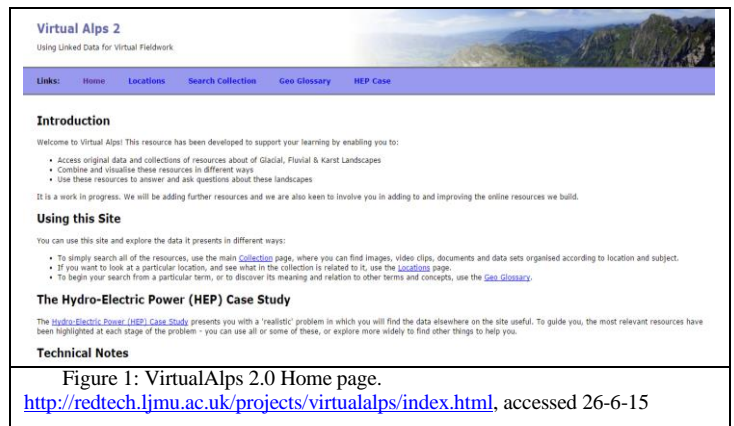 Virtual Alps 2
Using Linked Data for Virtual Fieldwork
Links: Home Locations Search Collection Geo Glossary HEP Case
Introduction
Welcome to Virtual Alps! This resource has been developed to support your learning by enabling you to:
• Access original data and collections of resources about of Glacial, Fluvial & Karst Landscapes
• Combine and visualise these resources in different ways
• Use these resources to answer and ask questions about these landscapes
It is a work in progress. We will be adding further resources and we are also keen to involve you in adding to and improving the online resources we build.
Using this Site
You can use this site and explore the data it presents in different ways:
• To simply search all of the resources, use the main Collection page, where you can find images, video clips, documents and data sets organised according to location and subject.
• If you want to look at a particular location, and see what in the collection is related to it, use the Locations page.
• To begin your search from a particular term, or to discover its meaning and relation to other terms and concepts, use the Geo Glossary.
The Hydro-Electric Power (HEP) Case Study
The Hydro-Electric Power (HEP) Case Study presents you with a 'realistic' problem in which you will find the data elsewhere on the site useful. To guide you, the most relevant resources have
been highlighted at each stage of the problem - you can use all or some of these, or explore more widely to find other things to help you.
Technical Notes
Figure 1: VirtualAlps 2.0 Home page.
http://redtech.ljmu.ac.uk/projects/virtualalps/index.html, accessed 26-6-15